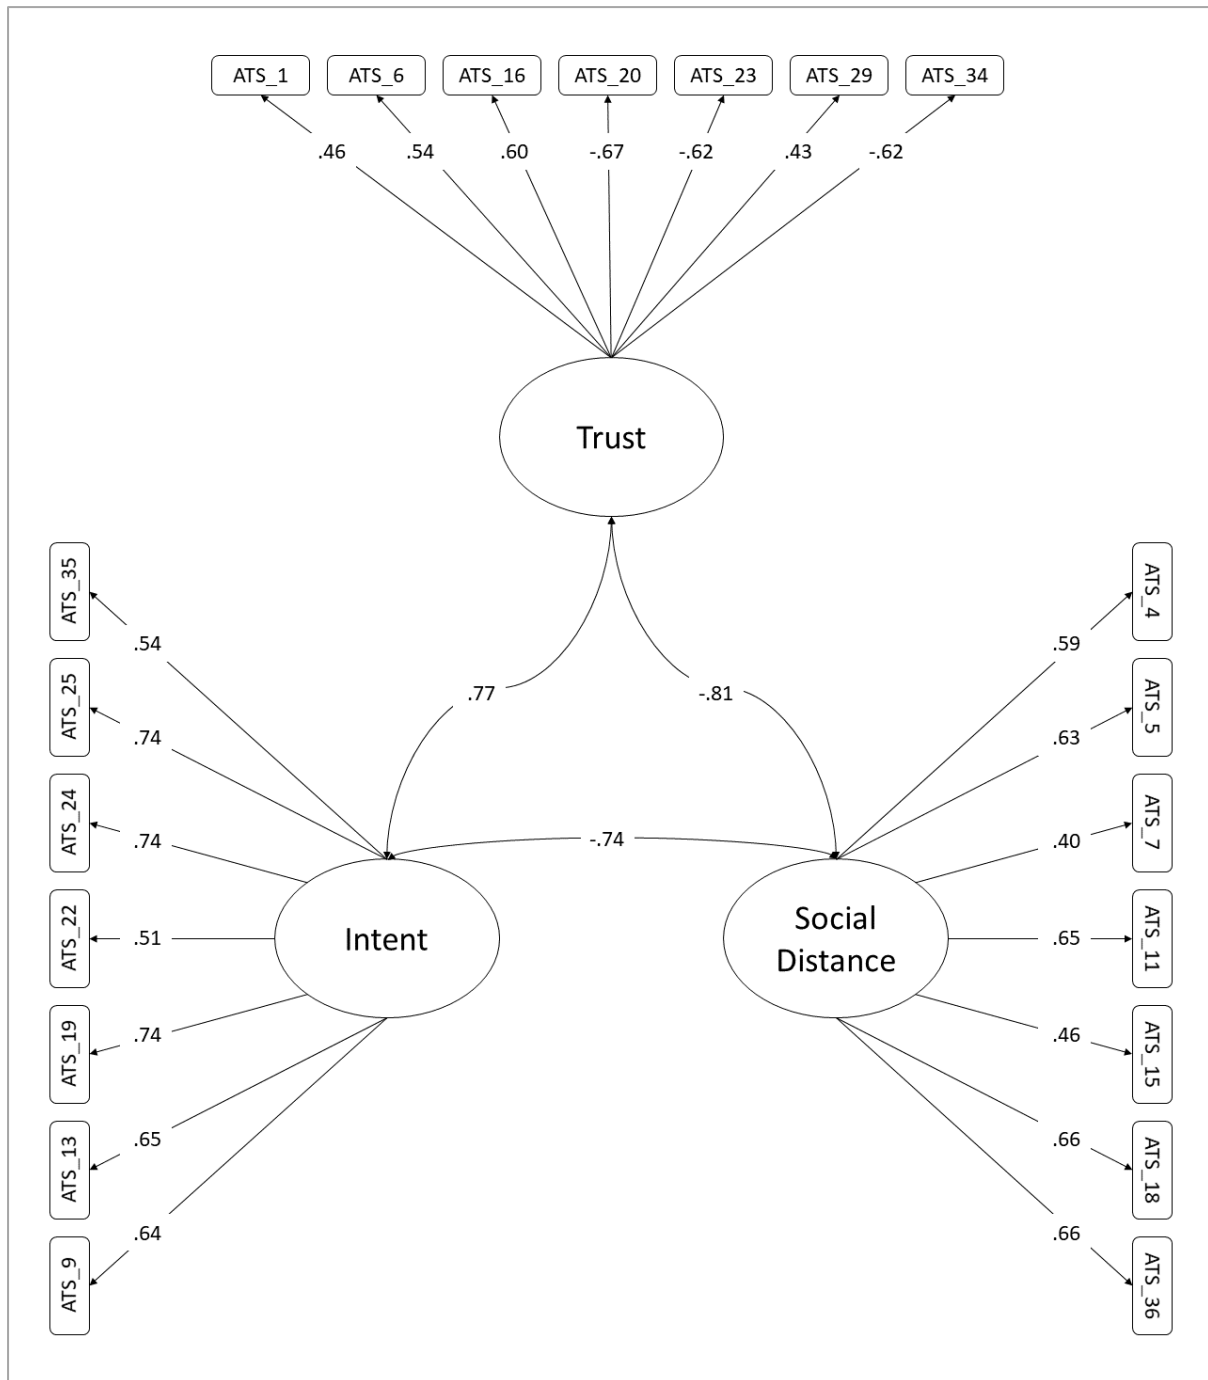 ATS_1 ATS_6 ATS_16 ATS_20 ATS_23 ATS_29 ATS_34
.46 .54 .60 -.67 -.62 .43 -.62
Trust
.77 -.81
-.74
ATS_35
ATS_25
ATS_24
ATS_22
ATS_19
ATS_13
ATS_9
.54
.74
.74
.51
.74
.65
.64
Intent
Social
Distance
.59
.63
.40
.65
.46
.66
.66
ATS_4
ATS_5
ATS_7
ATS_11
ATS_15
ATS_18
ATS_36